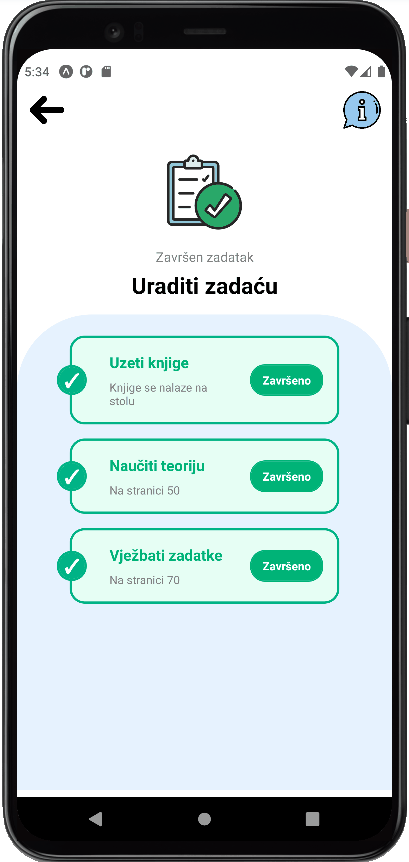 5:34
Završen zadatak
Uraditi zadaću
Uzeti knjige
Knjige se nalaze na
stolu
Završeno
Naučiti teoriju
Na stranici 50
Završeno
Vježbati zadatke
Na stranici 70
Završeno